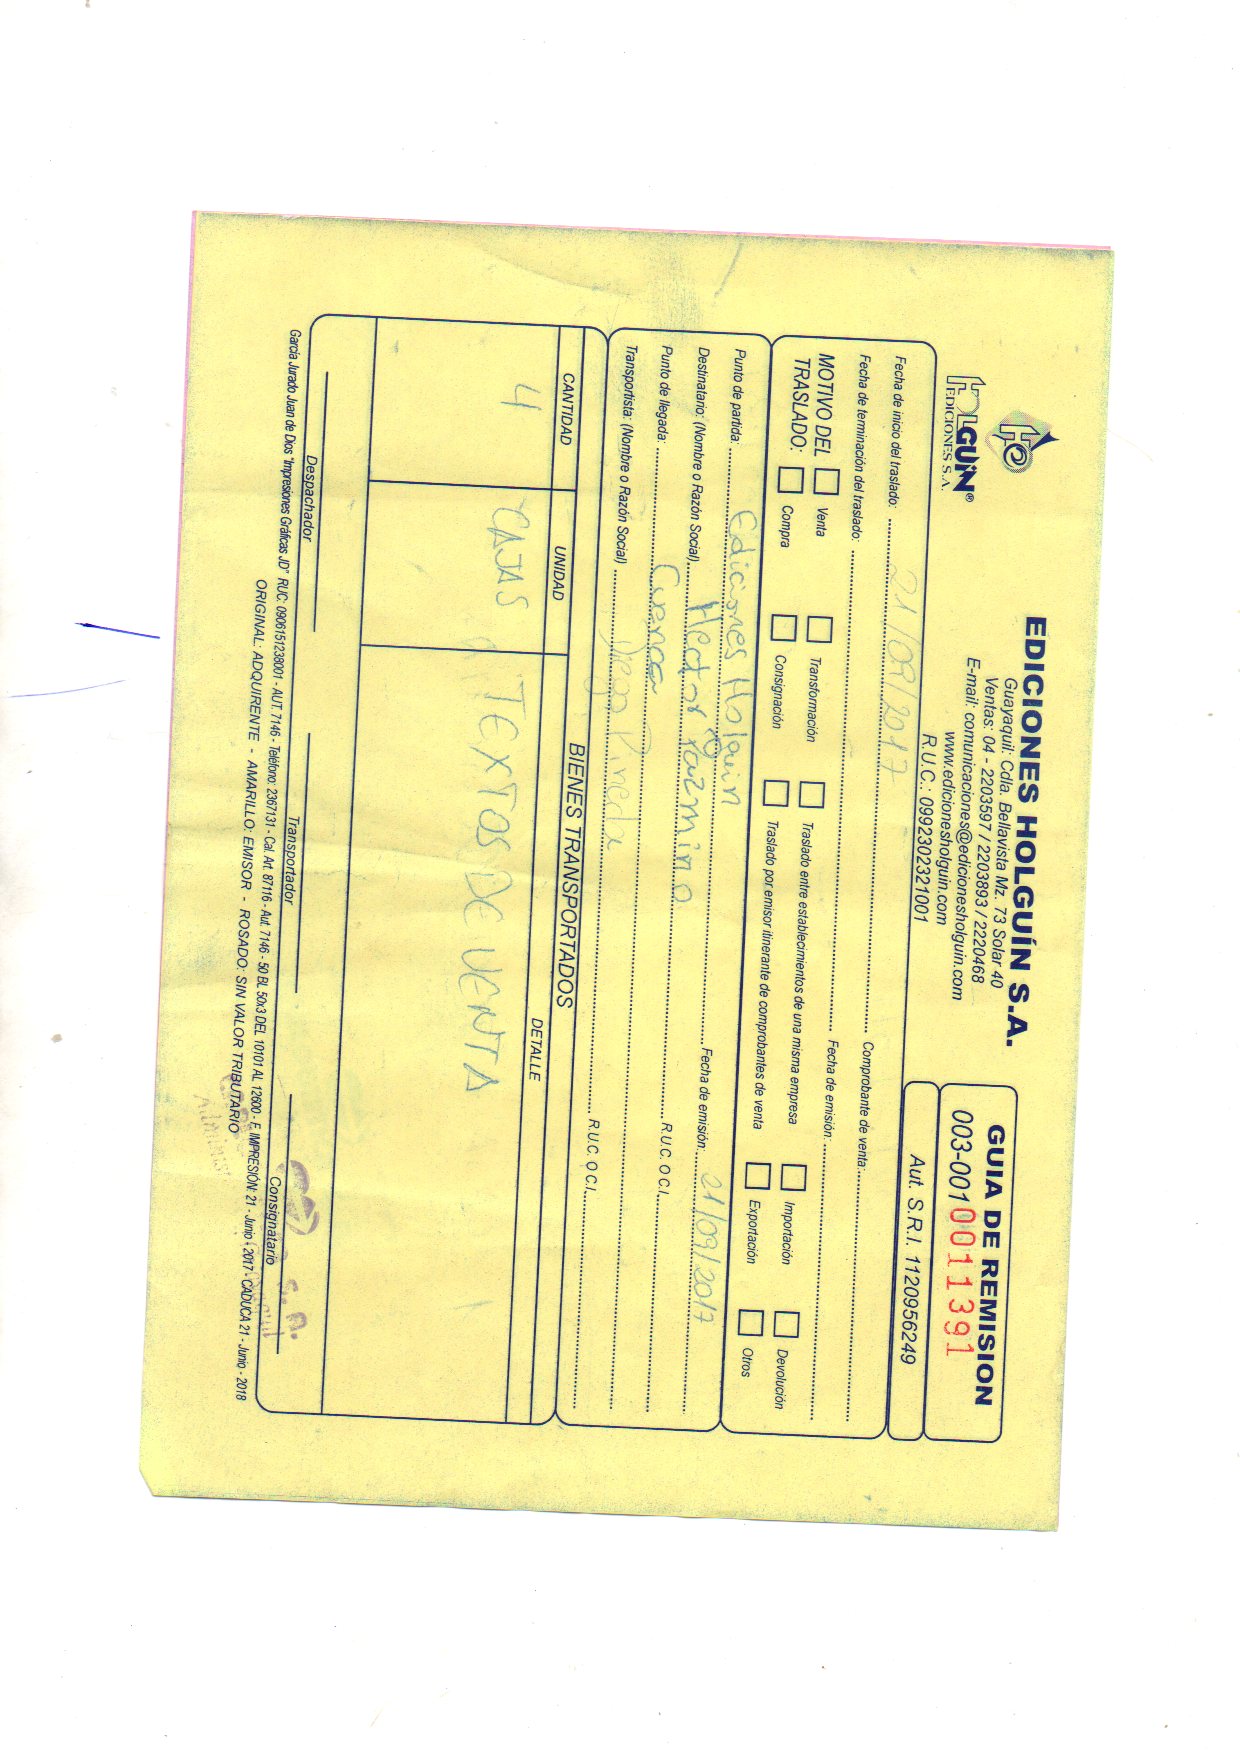 HOLGUÍN®
EDICIONES S.A.
EDICIONES HOLGUÍN S.A.
Guayaquil: Cdla. Bellavista Mz. 73 Solar 40
Ventas: 04 - 2203597 / 2203893 / 2220468
E-mail: comunicaciones@edicionesholguin.com
www.edicionesholguin.com
R.U.C.: 0992302321001
GUIA DE REMISION
003-001 0011391
Aut. S.R.I. 1120956249
Fecha de inicio del traslado: 21/09/2017 Comprobante de venta:
Fecha de terminación del traslado: Fecha de emisión:
MOTIVO DEL TRASLADO:
Venta Transformación Traslado entre establecimientos de una misma empresa Importación Devolución
Compra Consignación Traslado por emisor itinerante de comprobantes de venta Exportación Otros
Punto de partida: Ediciones Holguin
Destinatario: (Nombre o Razón Social) Hector Yazmino Fecha de emisión: 21/09/2017
Punto de llegada: Cuenca R.U.C. O C.I.
Transportista: (Nombre o Razón Social) Diego Pineda R.U.C. O C.I.
BIENES TRANSPORTADOS
CANTIDAD UNIDAD DETALLE
4 CAJAS TEXTOS DE VENTA
Despachador Transportador Consignatario
García Jurado Juan de Dios "Impresiones Gráficas JD" RUC. 0906151238001 - AUT. 7146 - Teléfono: 2367131 - Cal. Art. 87116 - Aut. 7146 - 50 BL 50x3 DEL 10101 AL 12600 - F. IMPRESIÓN: 21 - Junio - 2017 - CADUCA 21 - Junio - 2018
ORIGINAL: ADQUIRENTE - AMARILLO: EMISOR - ROSADO: SIN VALOR TRIBUTARIO